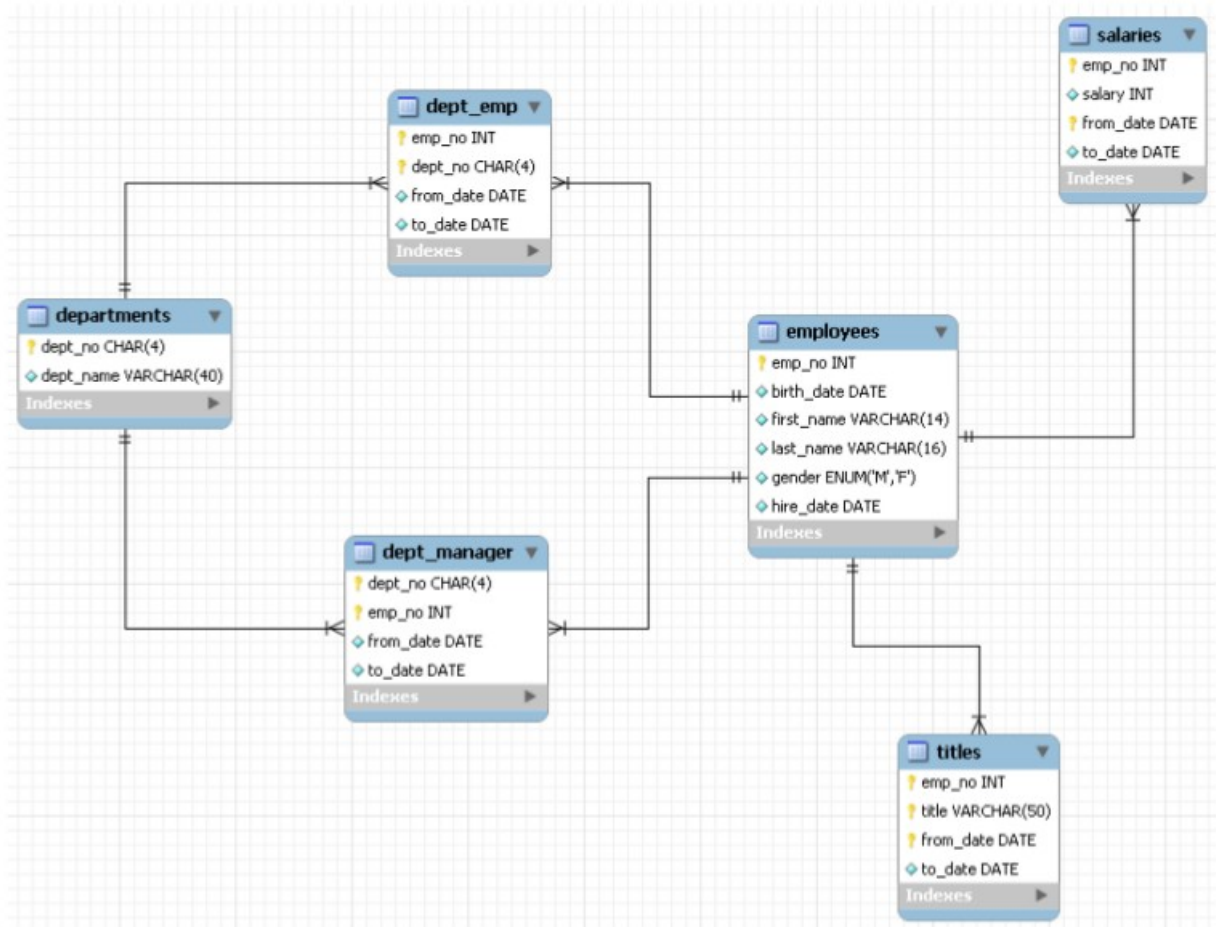 salaries
emp_no INT
salary INT
from_date DATE
to_date DATE
Indexes
dept_emp
emp_no INT
dept_no CHAR(4)
from_date DATE
to_date DATE
Indexes
departments
dept_no CHAR(4)
dept_name VARCHAR(40)
Indexes
employees
emp_no INT
birth_date DATE
first_name VARCHAR(14)
last_name VARCHAR(16)
gender ENUM('M','F')
hire_date DATE
Indexes
dept_manager
dept_no CHAR(4)
emp_no INT
from_date DATE
to_date DATE
Indexes
titles
emp_no INT
title VARCHAR(50)
from_date DATE
to_date DATE
Indexes